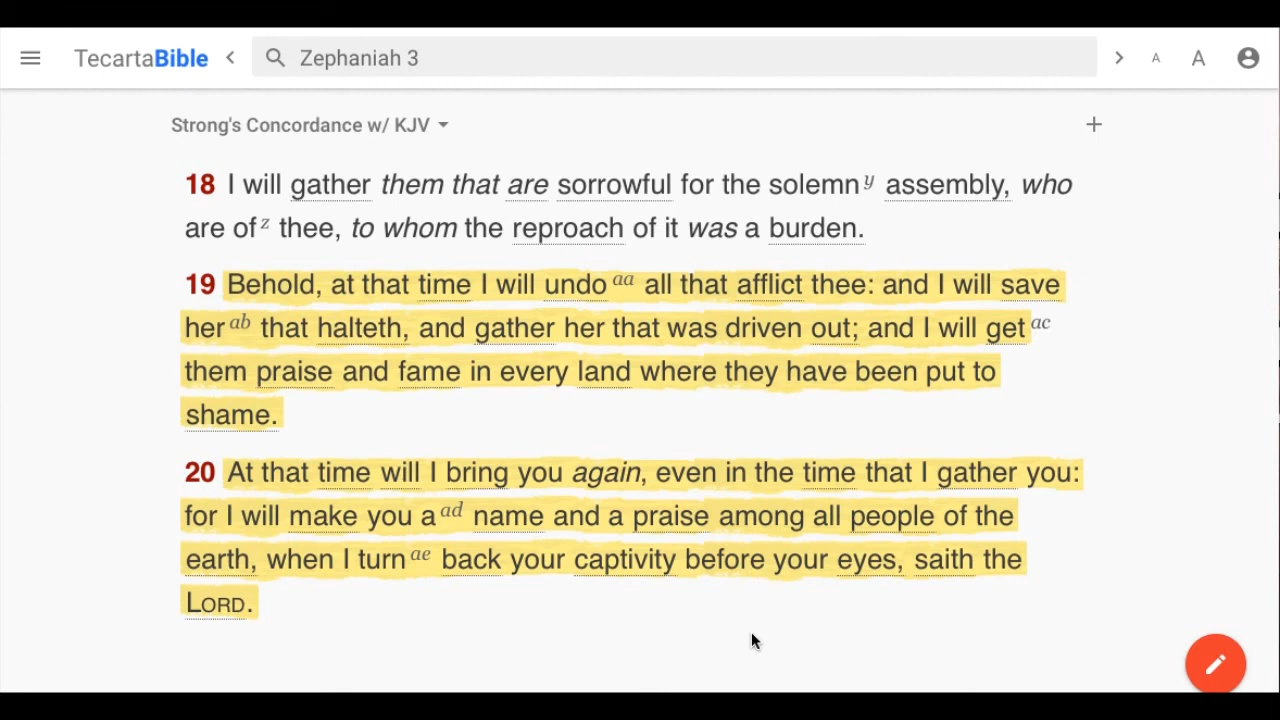 TecartaBible Zephaniah 3 A A
Strong's Concordance w/ KJV
18 I will gather them that are sorrowful for the solemn y assembly, who
are of z thee, to whom the reproach of it was a burden.
19 Behold, at that time I will undo aa all that afflict thee: and I will save
her ab that halteth, and gather her that was driven out; and I will get ac
them praise and fame in every land where they have been put to
shame.
20 At that time will I bring you again, even in the time that I gather you:
for I will make you a ad name and a praise among all people of the
earth, when I turn ae back your captivity before your eyes, saith the
LORD.